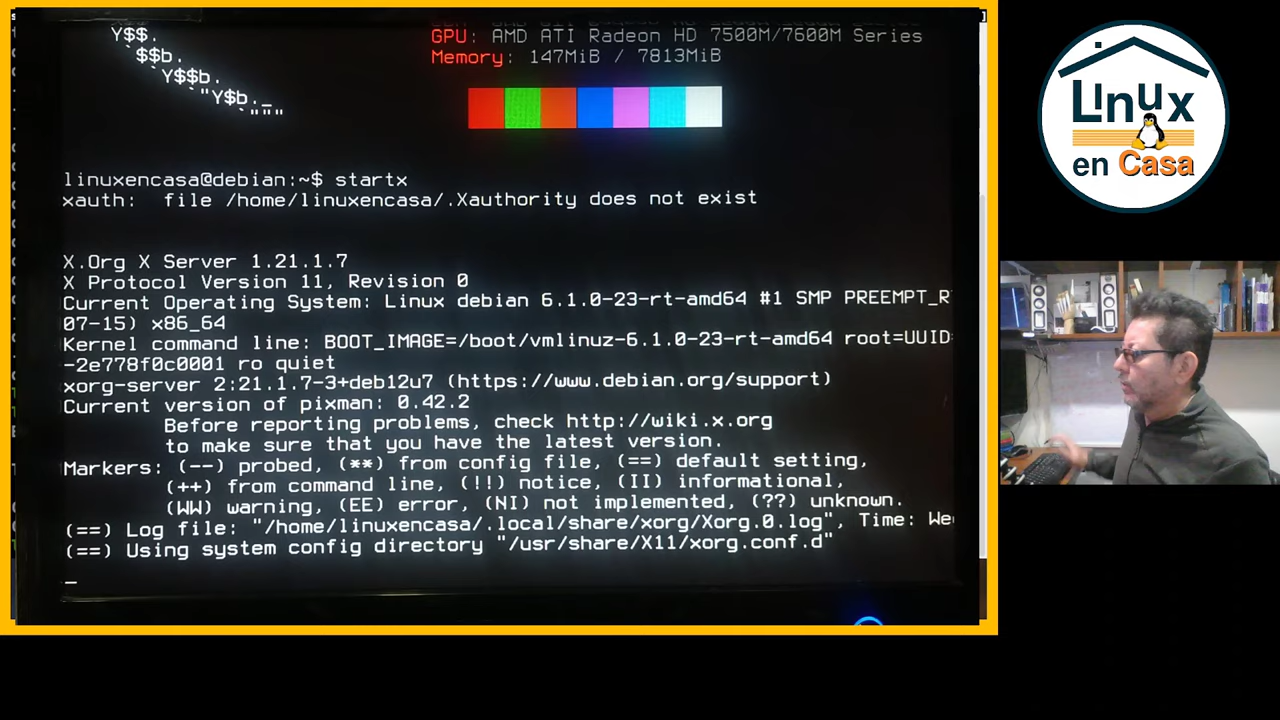 Y$$.
`$$b.
`Y$$b.
`"Y$b._
`""""
GPU: AMD ATI Radeon HD 7500M/7600M Series
Memory: 147MiB / 7813MiB
linuxencasa@debian:~$ startx
xauth:  file /home/linuxencasa/.Xauthority does not exist
X.Org X Server 1.21.1.7
X Protocol Version 11, Revision 0
Current Operating System: Linux debian 6.1.0-23-rt-amd64 #1 SMP PREEMPT_R
07-15) x86_64
Kernel command line: BOOT_IMAGE=/boot/vmlinuz-6.1.0-23-rt-amd64 root=UUID=
-2e778f0c0001 ro quiet
xorg-server 2:21.1.7-3+deb12u7 (https://www.debian.org/support)
Current version of pixman: 0.42.2
Before reporting problems, check http://wiki.x.org
to make sure that you have the latest version.
Markers: (--) probed, (**) from config file, (==) default setting,
(++) from command line, (!!) notice, (II) informational,
(WW) warning, (EE) error, (NI) not implemented, (??) unknown.
(==) Log file: "/home/linuxencasa/.local/share/xorg/Xorg.0.log", Time: We
(==) Using system config directory "/usr/share/X11/xorg.conf.d"
_
Linux
en Casa